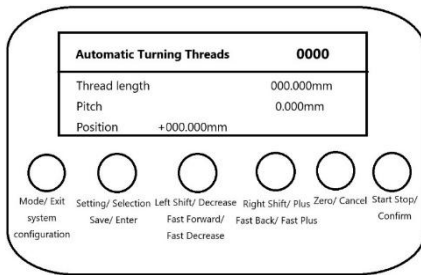 Automatic Turning Threads 0000
Thread length 000.000mm
Pitch 0.000mm
Position +000.000mm
Mode/ Exit
system
configuration
Setting/ Selection
Save/ Enter
Left Shift/ Decrease
Fast Forward/
Fast Decrease
Right Shift/ Plus
Fast Back/ Fast Plus
Zero/ Cancel
Start Stop/
Confirm